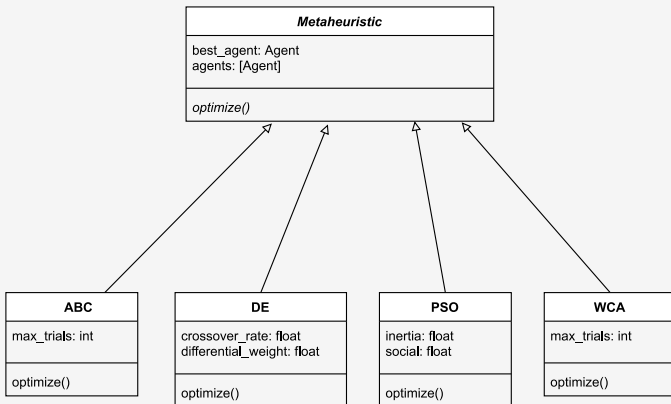 Metaheuristic
best_agent: Agent
agents: [Agent]
optimize()
ABC
max_trials: int
optimize()
DE
crossover_rate: float
differential_weight: float
optimize()
PSO
inertia: float
social: float
optimize()
WCA
max_trials: int
optimize()